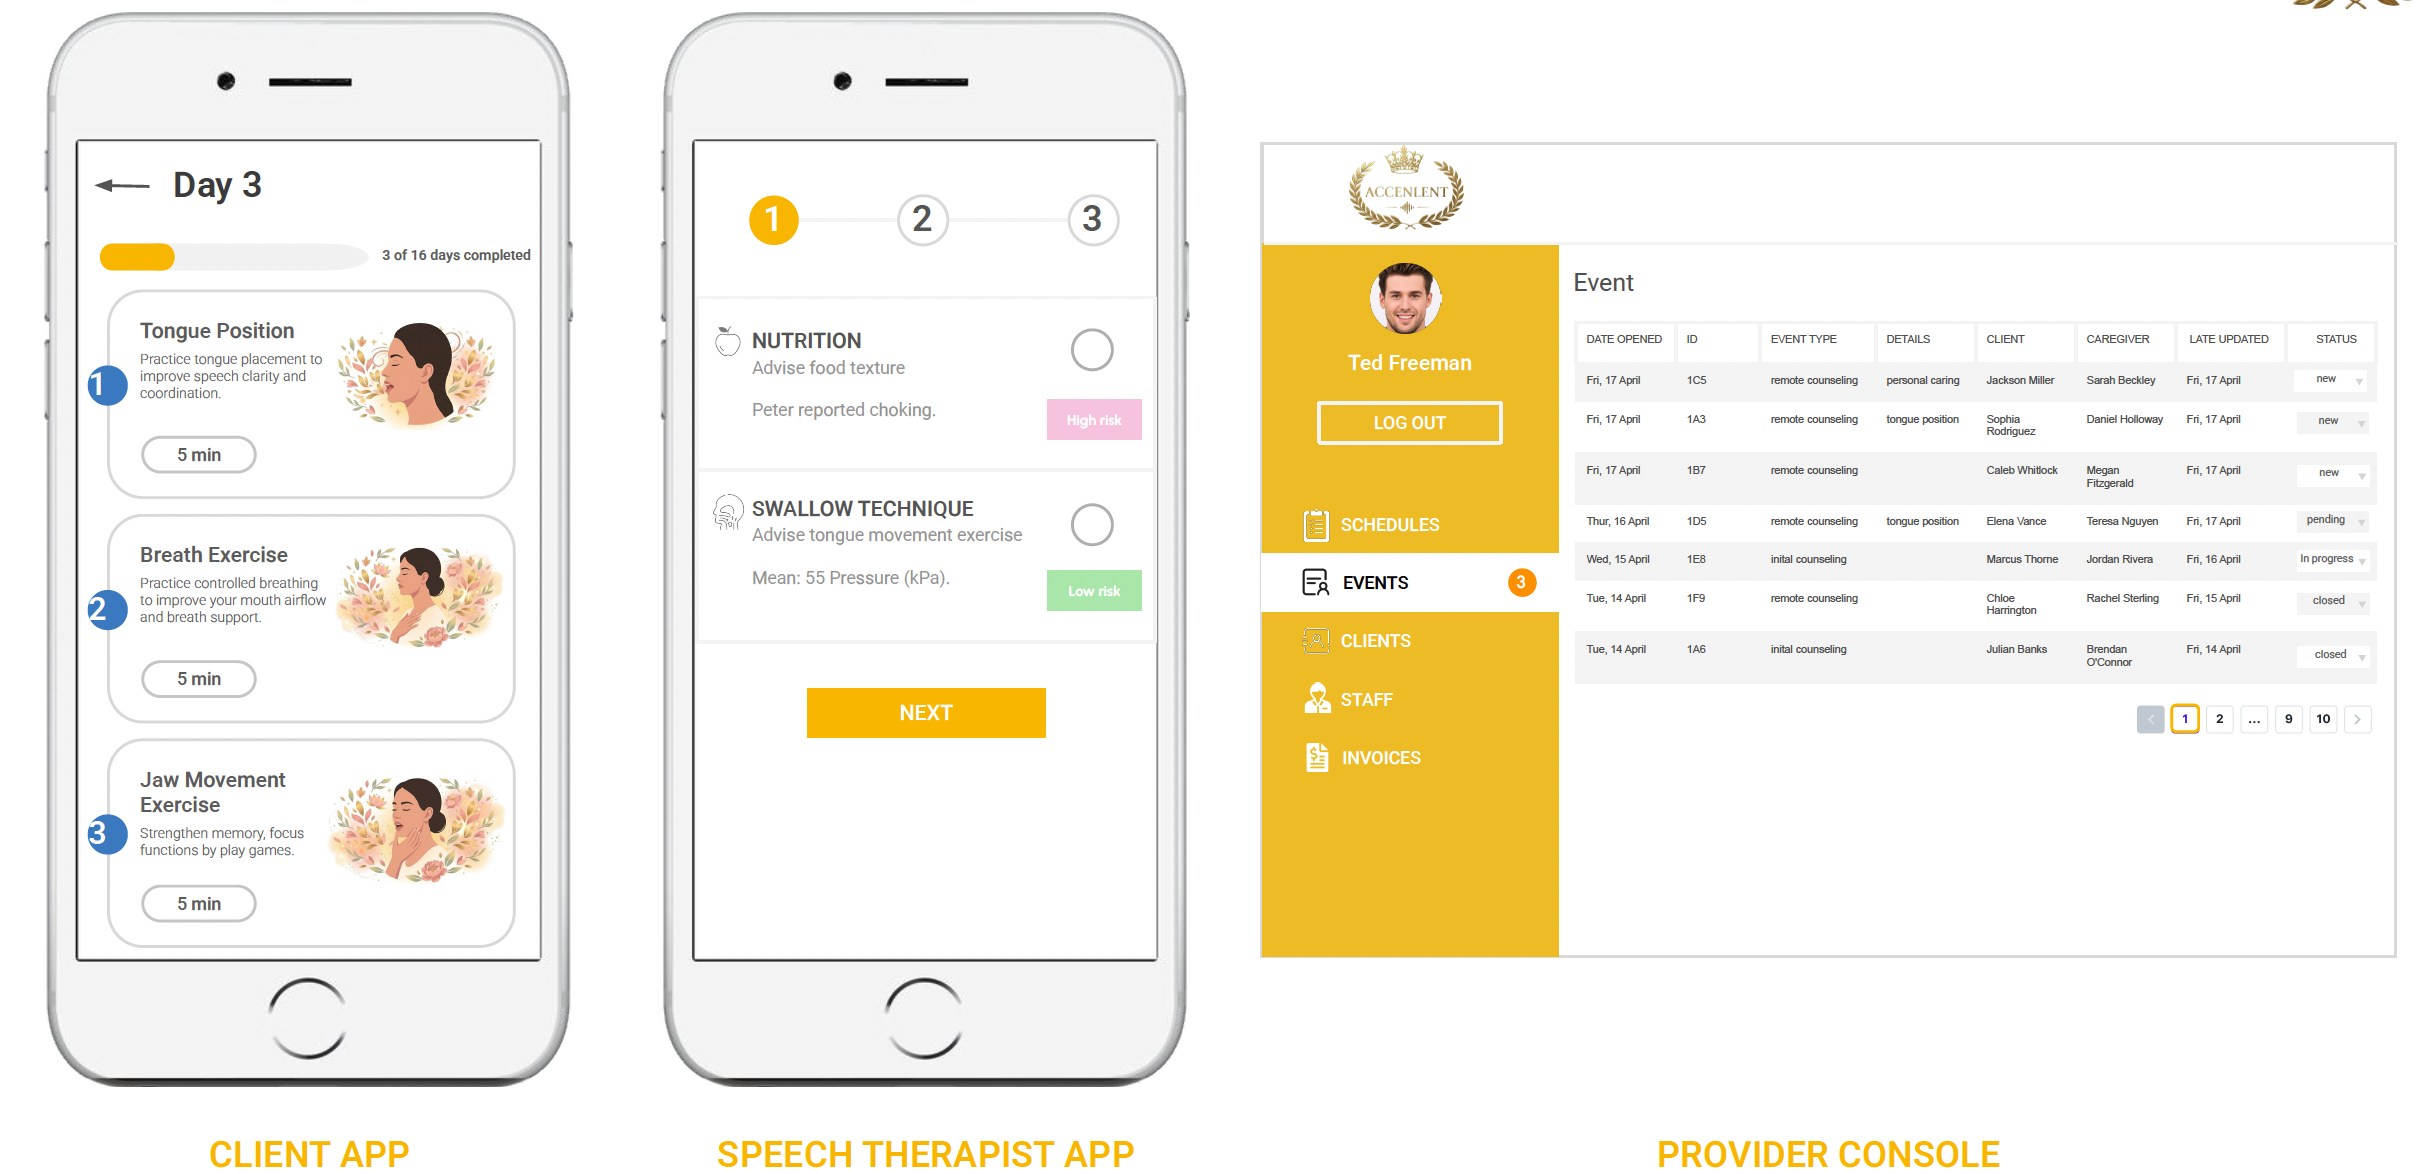 Day 3
3 of 16 days completed
1
Tongue Position
Practice tongue placement to
improve speech clarity and
coordination.
5 min
2
Breath Exercise
Practice controlled breathing
to improve your mouth airflow
and breath support.
5 min
3
Jaw Movement
Exercise
Strengthen memory, focus
functions by play games.
5 min
CLIENT APP
1 2 3
NUTRITION
Advise food texture
Peter reported choking.
High risk
SWALLOW TECHNIQUE
Advise tongue movement exercise
Mean: 55 Pressure (kPa).
Low risk
NEXT
SPEECH THERAPIST APP
ACCENLENT
Ted Freeman
LOG OUT
SCHEDULES
EVENTS 3
CLIENTS
STAFF
INVOICES
Event
DATE OPENED ID EVENT TYPE DETAILS CLIENT CAREGIVER LATE UPDATED STATUS
Fri, 17 April 1C5 remote counseling personal caring Jackson Miller Sarah Beckley Fri, 17 April new
Fri, 17 April 1A3 remote counseling tongue position Sophia Daniel Holloway Fri, 17 April new
Rodriguez
Fri, 17 April 1B7 remote counseling Caleb Whitlock Megan Fri, 17 April new
Fitzgerald
Thur, 16 April 1D5 remote counseling tongue position Elena Vance Teresa Nguyen Fri, 17 April pending
Wed, 15 April 1E8 inital counseling Marcus Thorne Jordan Rivera Fri, 16 April In progress
Tue, 14 April 1F9 remote counseling Chloe Rachel Sterling Fri, 15 April closed
Harrington
Tue, 14 April 1A6 inital counseling Julian Banks Brendan Fri, 14 April closed
O'Connor
< 1 2 ... 9 10 >
PROVIDER CONSOLE